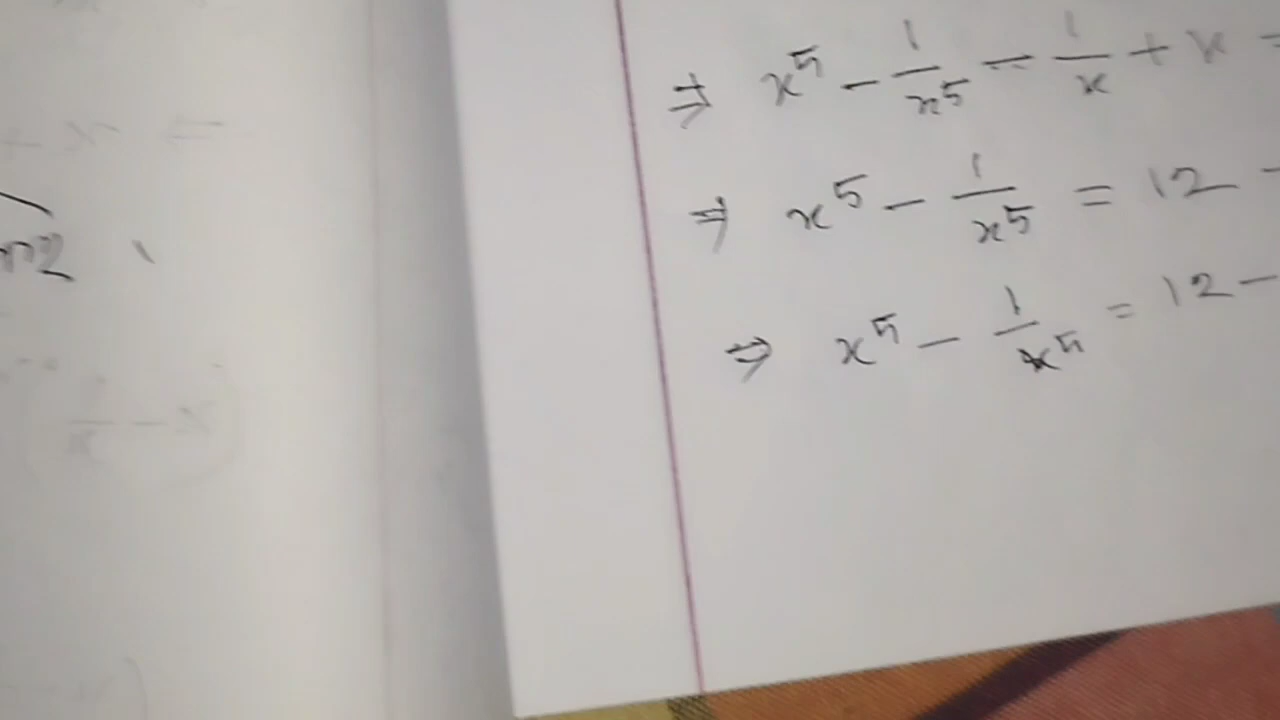 ⇒ x⁵ − 1/x⁵ − 1/x + x =
⇒ x⁵ − 1/x⁵ = 12 −
⇒ x⁵ − 1/x⁵ = 12 −